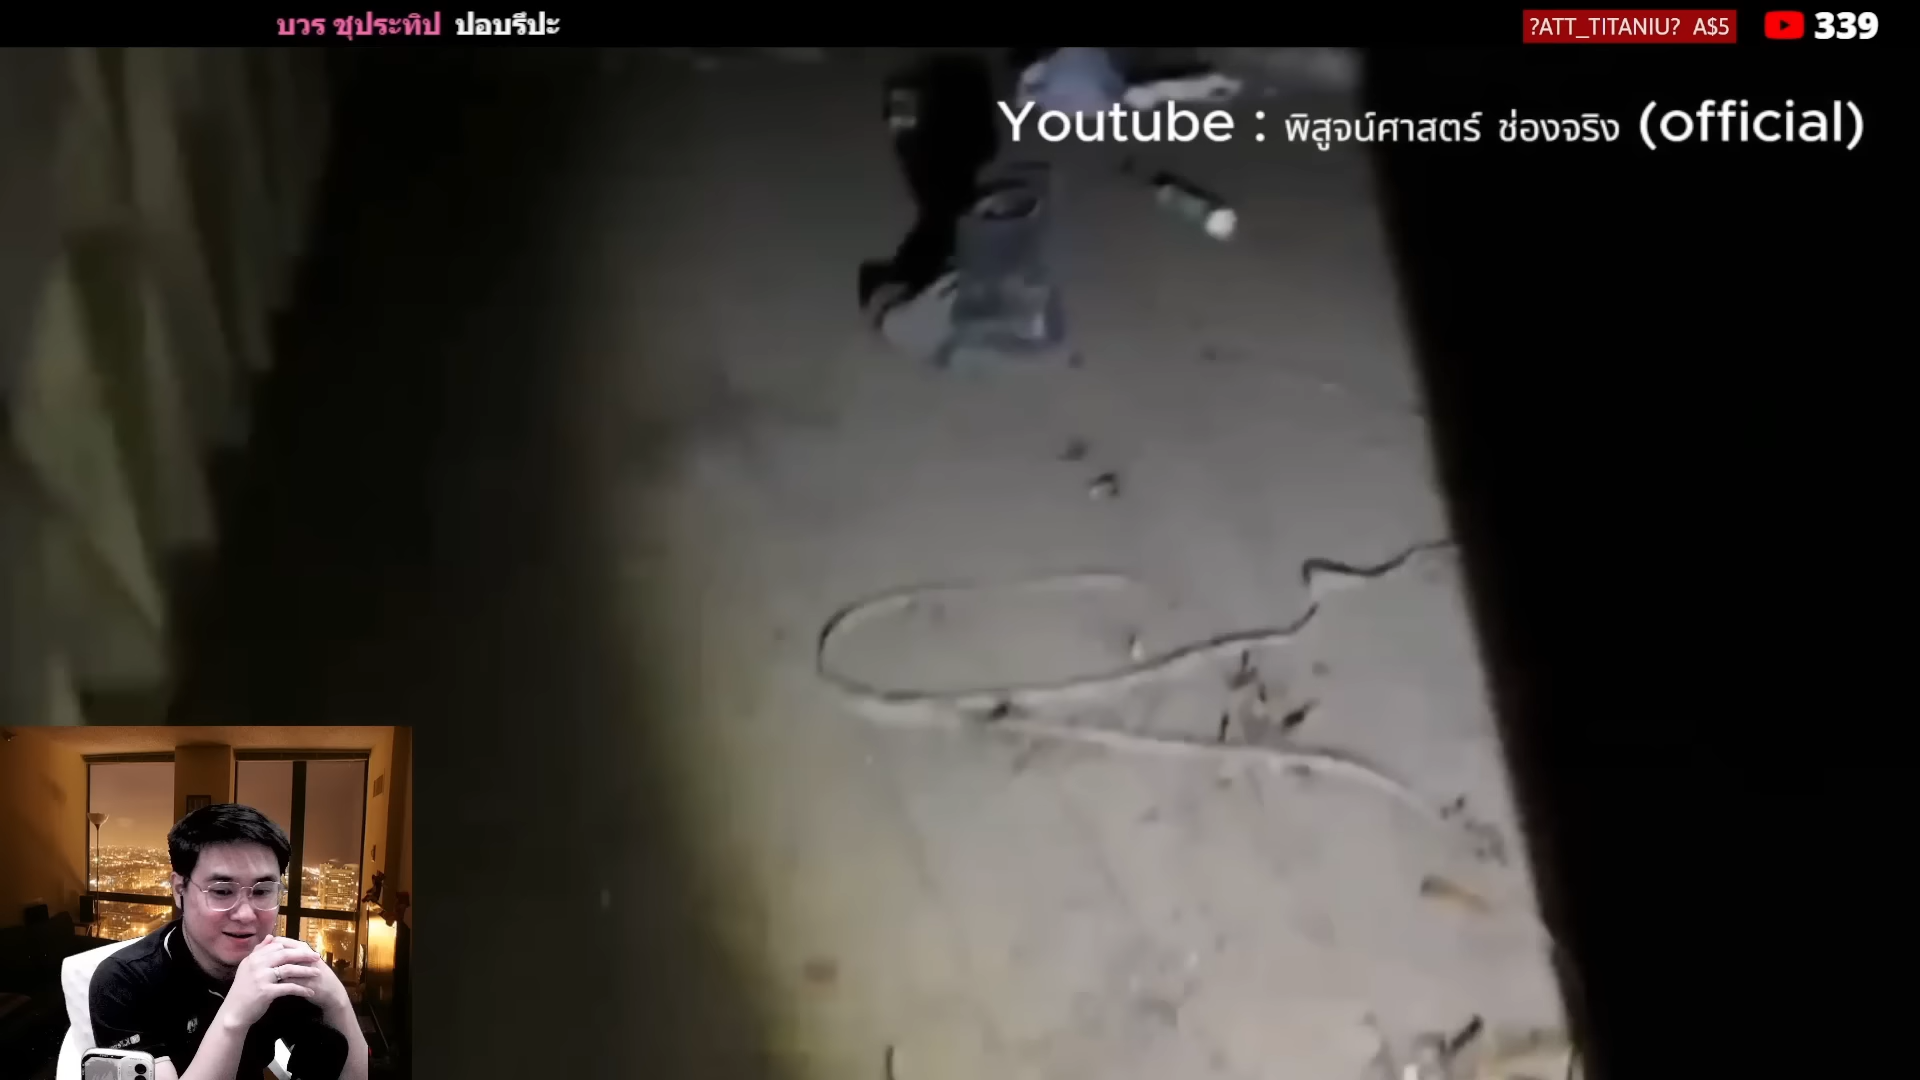 บวร ชุประทิป ปอบรีปะ
?ATT_TITANIU? A$5
339
Youtube : พิสูจน์ศาสตร์ ช่องจริง (official)